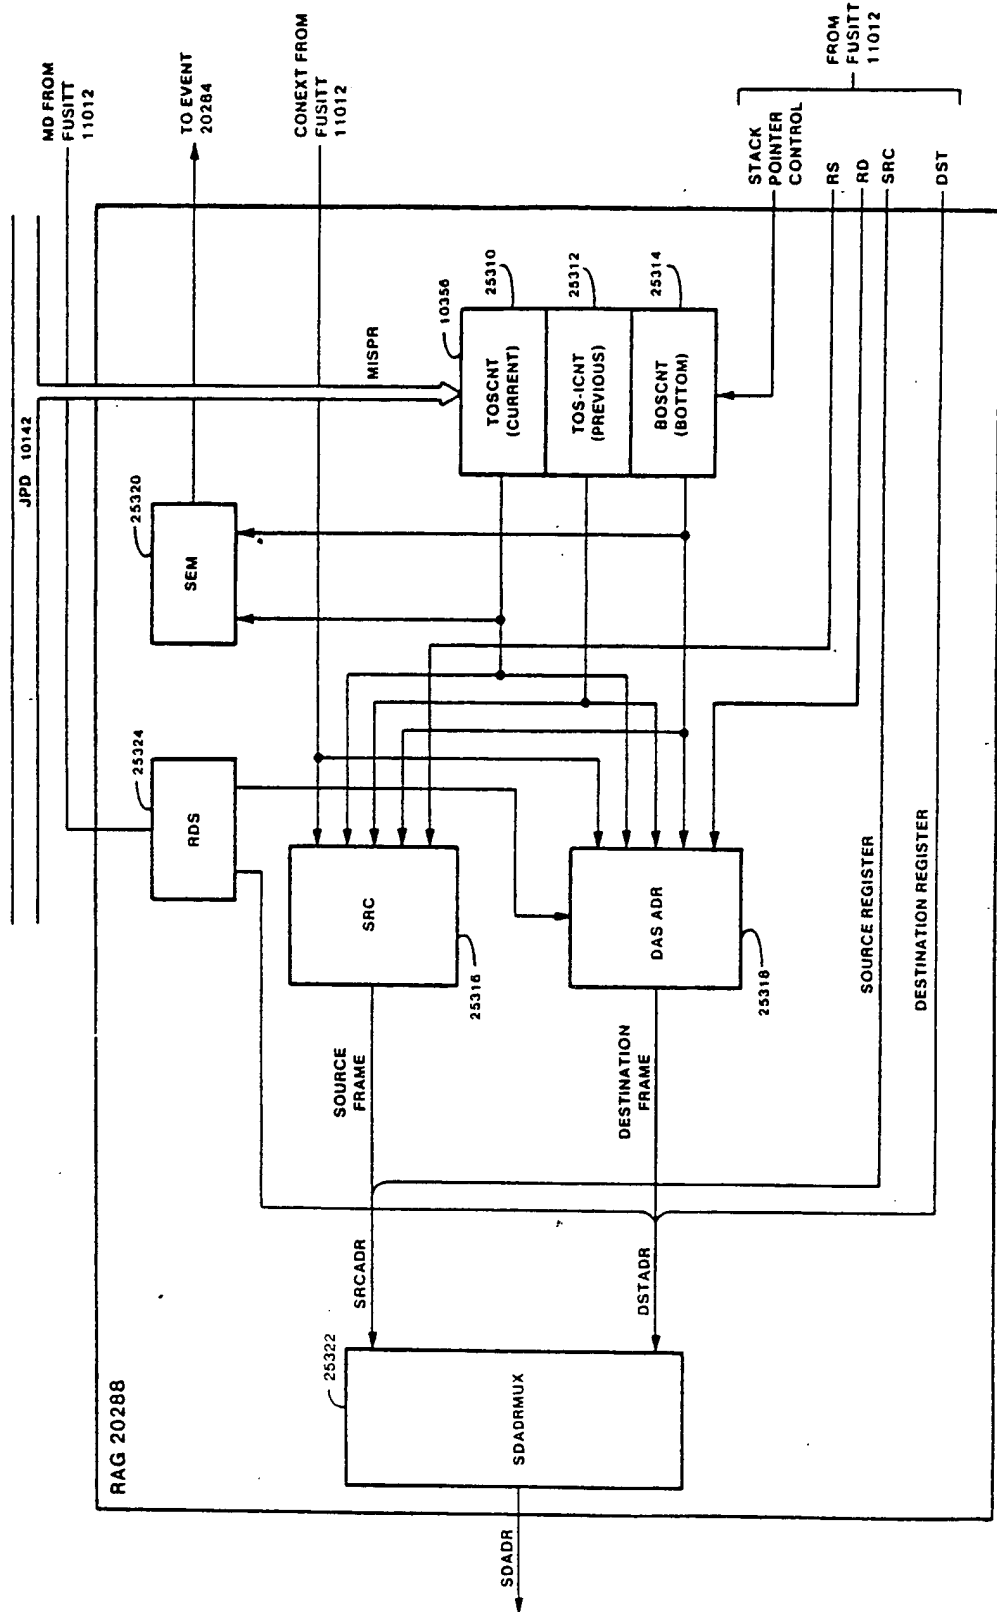 RAG 20288
JPD 10142
MD FROM
FUSITT
11012
TO EVENT
20284
CONEXT FROM
FUSITT
11012
FROM
FUSITT
11012
STACK
POINTER
CONTROL
RS
RD
SRC
DST
MISPR
10356
25310
25312
25314
TOSCNT
(CURRENT)
TOS-ICNT
(PREVIOUS)
BOSCNT
(BOTTOM)
25320
SEM
25324
RDS
SRC
25316
DAS ADR
25318
SOURCE REGISTER
DESTINATION REGISTER
SOURCE
FRAME
DESTINATION
FRAME
SRCADR
DSTADR
25322
SDADRMUX
SDADR